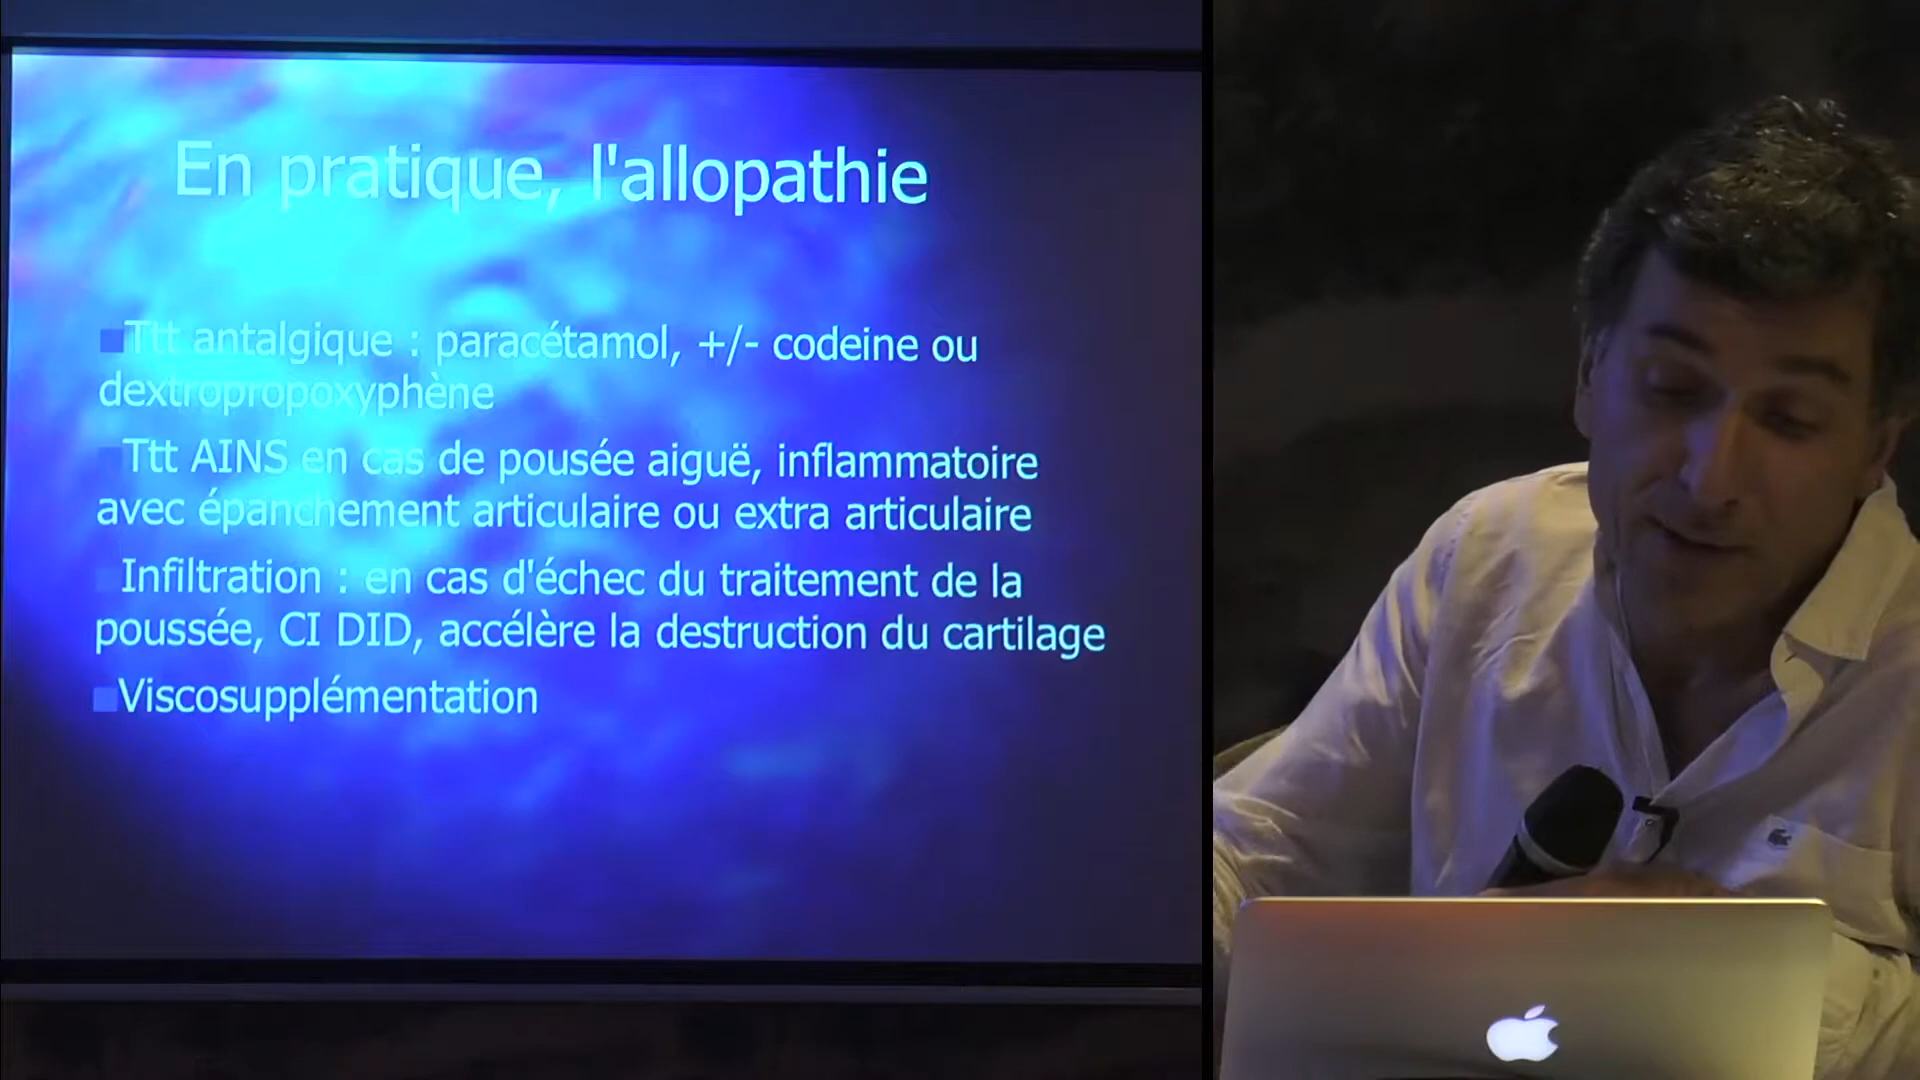 En pratique, l'allopathie
Ttt antalgique : paracétamol, +/- codeine ou
dextropropoxyphène
Ttt AINS en cas de pousée aiguë, inflammatoire
avec épanchement articulaire ou extra articulaire
Infiltration : en cas d'échec du traitement de la
poussée, CI DID, accélère la destruction du cartilage
Viscosupplémentation